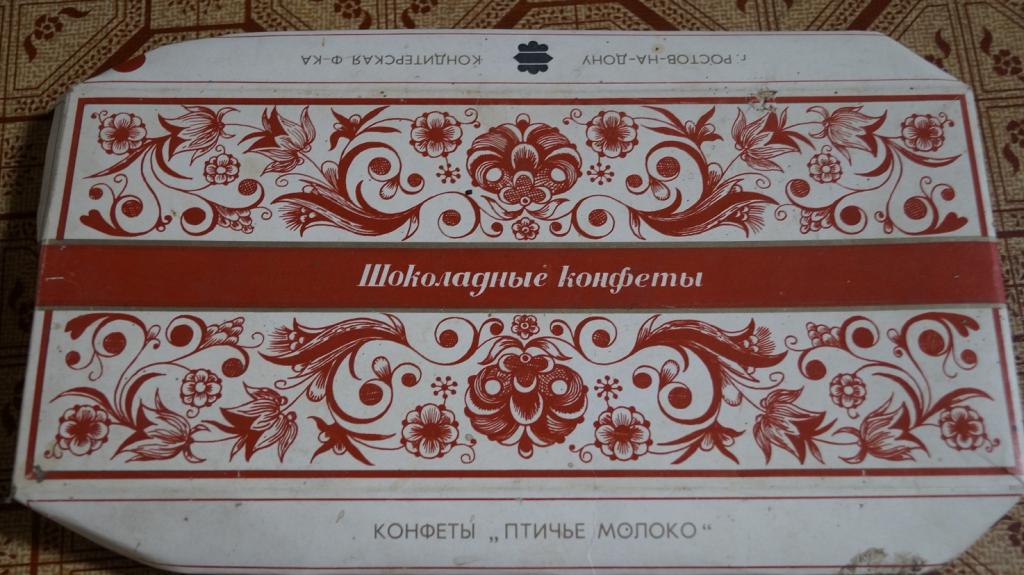 г. РОСТОВ-НА-ДОНУ КОНДИТЕРСКАЯ Ф-КА
Шоколадные конфеты
КОНФЕТЫ „ПТИЧЬЕ МОЛОКО“